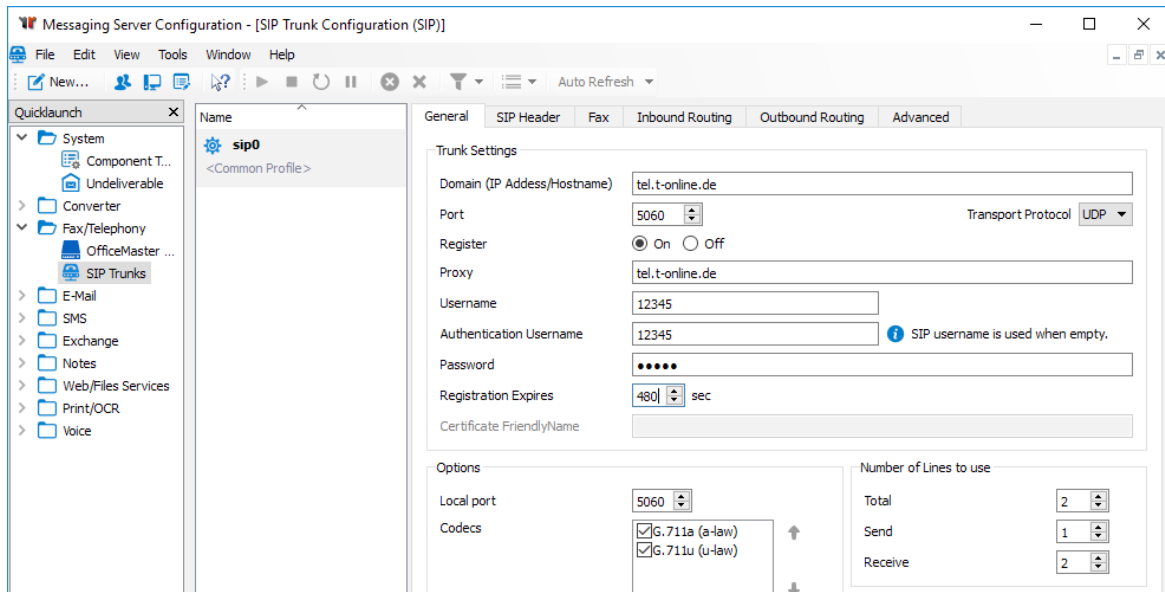 Messaging Server Configuration - [SIP Trunk Configuration (SIP)]
File Edit View Tools Window Help
New... Auto Refresh
Quicklaunch
System
Component T...
Undeliverable
Converter
Fax/Telephony
OfficeMaster ...
SIP Trunks
E-Mail
SMS
Exchange
Notes
Web/Files Services
Print/OCR
Voice
Name
sip0
<Common Profile>
General SIP Header Fax Inbound Routing Outbound Routing Advanced
Trunk Settings
Domain (IP Addess/Hostname) tel.t-online.de
Port 5060 Transport Protocol UDP
Register On Off
Proxy tel.t-online.de
Username 12345
Authentication Username 12345 SIP username is used when empty.
Password •••••
Registration Expires 480 sec
Certificate FriendlyName
Options
Local port 5060
Codecs G.711a (a-law)
G.711u (u-law)
Number of Lines to use
Total 2
Send 1
Receive 2